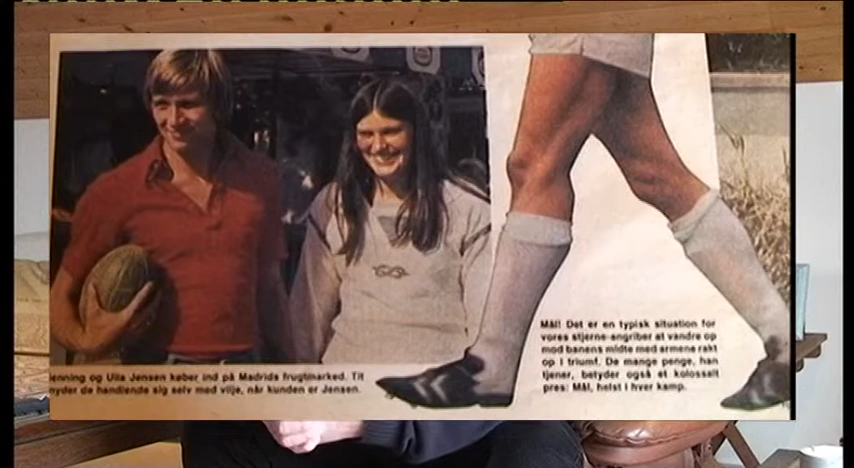 enning og Ulla Jensen køber ind på Madrids frugtmarked. Tit
yder de handlende sig selv med vilje, når kunden er Jensen.
Mål! Det er en typisk situation for
vores stjerne-angriber at vandre op
mod banens midte med armene rakt
op i triumf. De mange penge, han
tjener, betyder også et kolossalt
pres: Mål, helst i hver kamp.